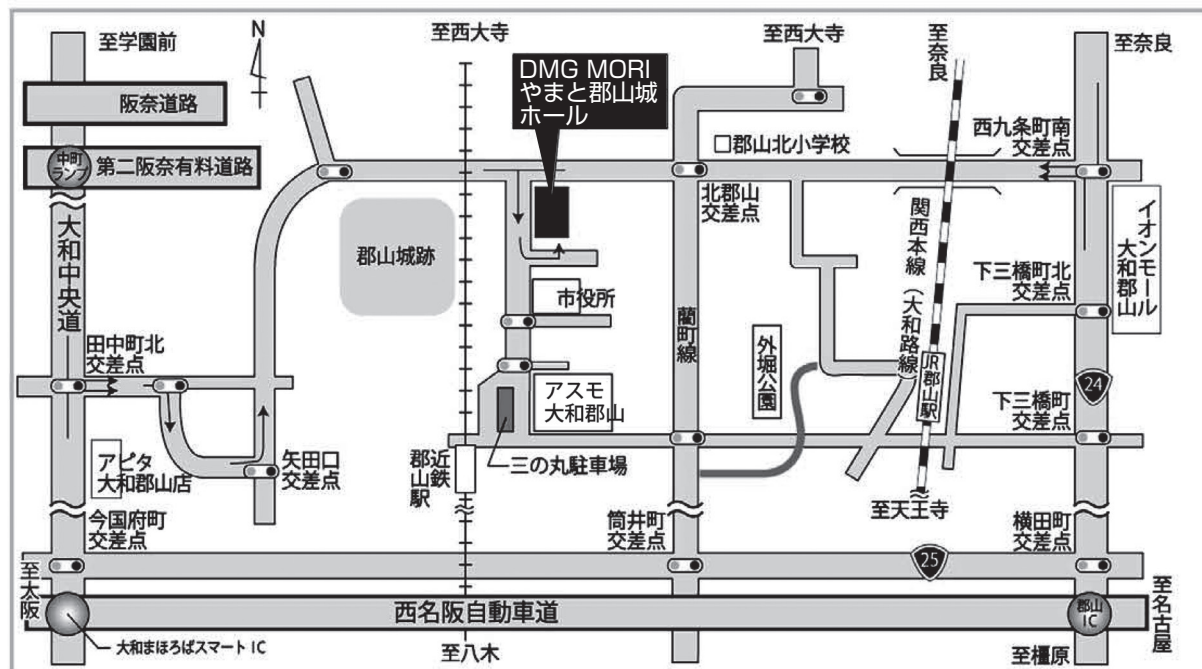 至学園前
N
至西大寺
至西大寺
至奈良
至奈良
阪奈道路
DMG MORI
やまと郡山城
ホール
中町
ランプ
第二阪奈有料道路
□郡山北小学校
西九条町南
交差点
北郡山
交差点
大和中央道
郡山城跡
関西本線（大和路線）
イオンモール
大和郡山
下三橋町北
交差点
市役所
藺町線
外堀公園
田中町北
交差点
JR郡山駅
24
アスモ
大和郡山
下三橋町
交差点
アピタ
大和郡山店
矢田口
交差点
近鉄
郡山駅
三の丸駐車場
至天王寺
今国府町
交差点
筒井町
交差点
横田町
交差点
25
至大阪
西名阪自動車道
郡山
IC
至名古屋
大和まほろばスマートIC
至八木
至橿原